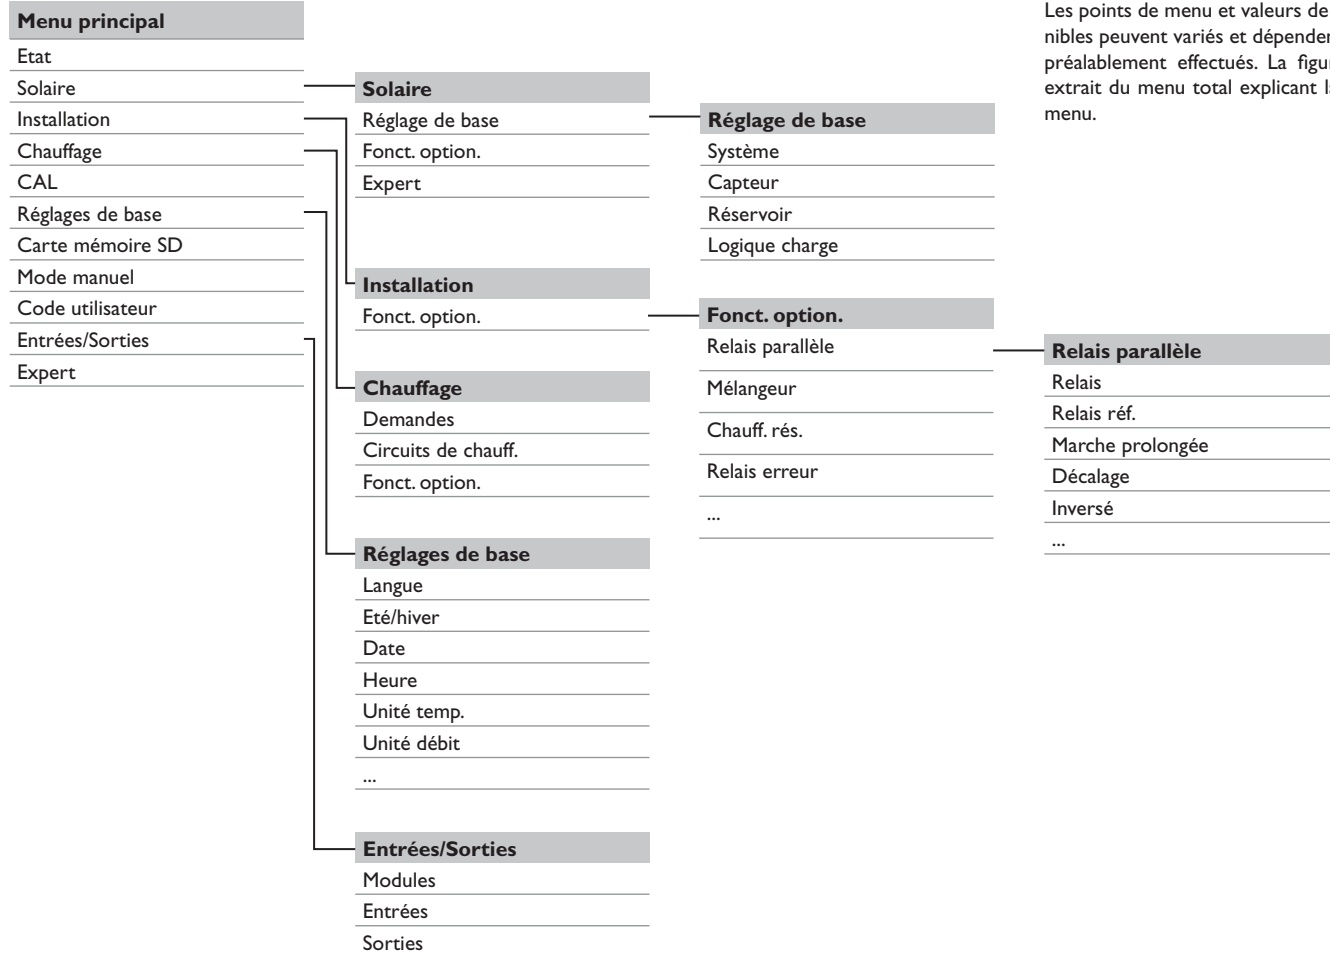 Menu principal
Etat
Solaire
Installation
Chauffage
CAL
Réglages de base
Carte mémoire SD
Mode manuel
Code utilisateur
Entrées/Sorties
Expert
Solaire
Réglage de base
Fonct. option.
Expert
Installation
Fonct. option.
Chauffage
Demandes
Circuits de chauff.
Fonct. option.
Réglages de base
Langue
Eté/hiver
Date
Heure
Unité temp.
Unité débit
...
Entrées/Sorties
Modules
Entrées
Sorties
Réglage de base
Système
Capteur
Réservoir
Logique charge
Fonct. option.
Relais parallèle
Mélangeur
Chauff. rés.
Relais erreur
...
Les points de menu et valeurs de
nibles peuvent variés et dépender
préalablement effectués. La figu
extrait du menu total explicant l
menu.
Relais parallèle
Relais
Relais réf.
Marche prolongée
Décalage
Inversé
...